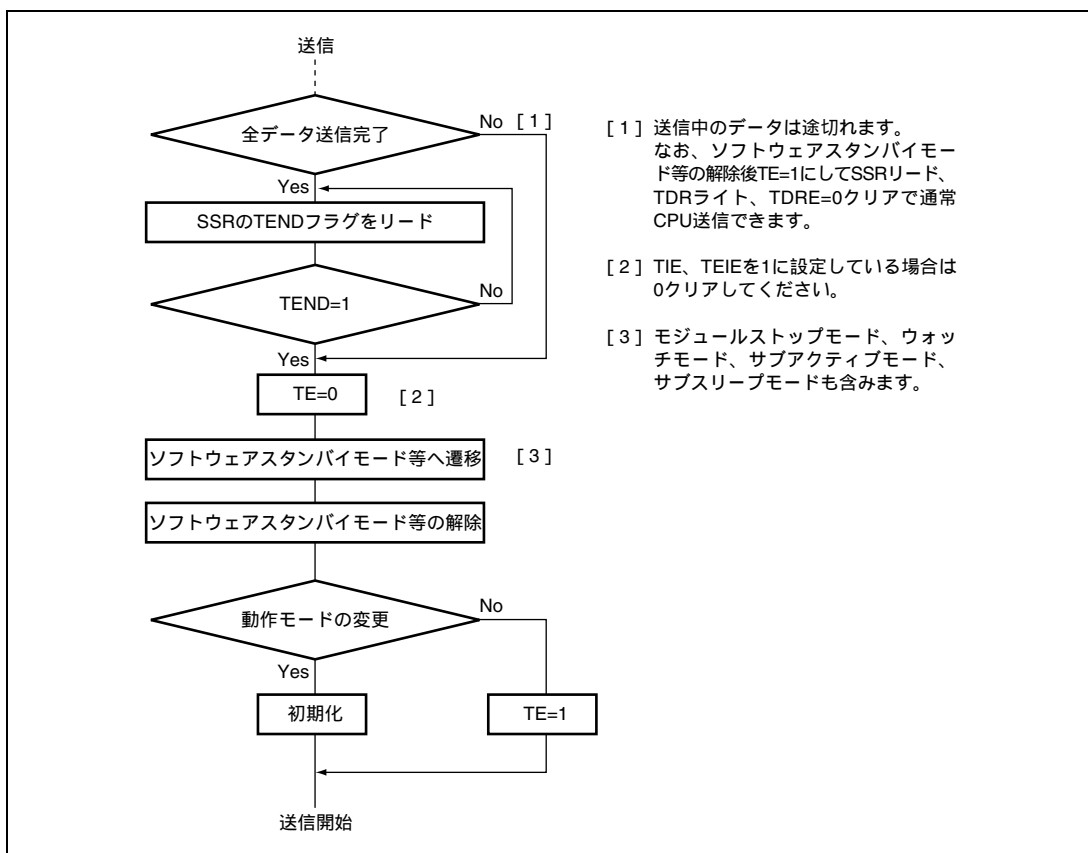 送信
全データ送信完了
No [ 1 ]
Yes
SSRのTENDフラグをリード
TEND=1
No
Yes
TE=0
[ 2 ]
ソフトウェアスタンバイモード等へ遷移
[ 3 ]
ソフトウェアスタンバイモード等の解除
動作モードの変更
No
Yes
初期化
TE=1
送信開始
[ 1 ] 送信中のデータは途切れます。
なお、ソフトウェアスタンバイモー
ド等の解除後TE=1にしてSSRリード、
TDRライト、TDRE=0クリアで通常
CPU送信できます。
[ 2 ] TIE、TEIEを1に設定している場合は
0クリアしてください。
[ 3 ] モジュールストップモード、ウォッ
チモード、サブアクティブモード、
サブスリープモードも含みます。